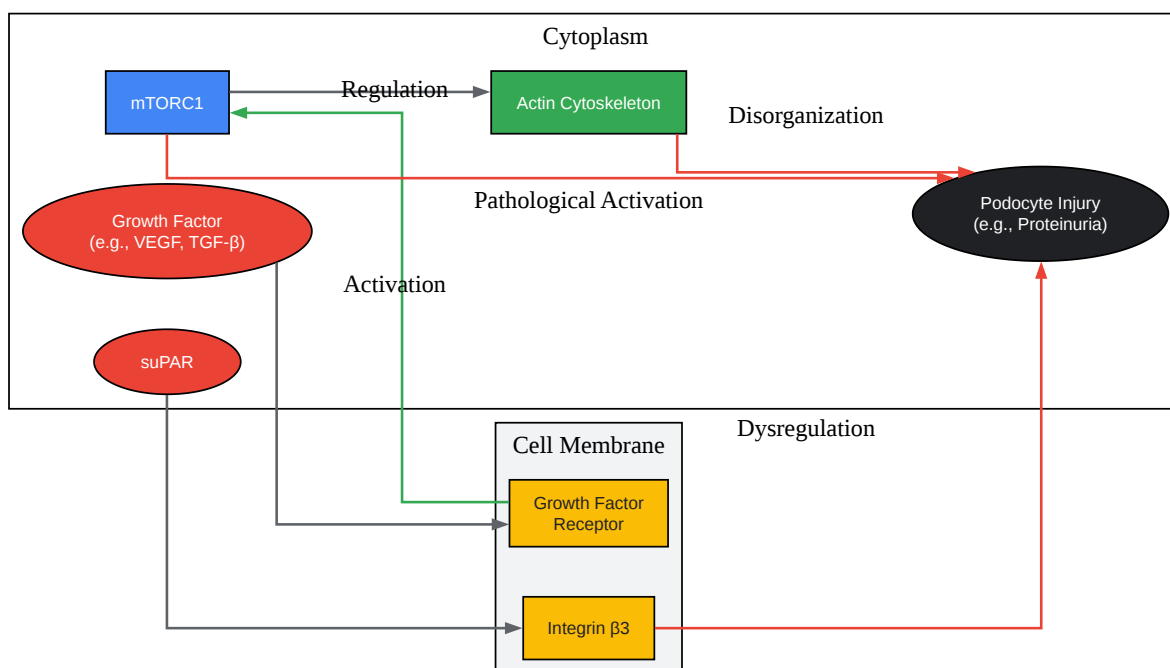 Cytoplasm
mTORC1
Regulation
Actin Cytoskeleton
Disorganization
Pathological Activation
Growth Factor
(e.g., VEGF, TGF-β)
Podocyte Injury
(e.g., Proteinuria)
Activation
suPAR
Dysregulation
Cell Membrane
Growth Factor
Receptor
Integrin β3